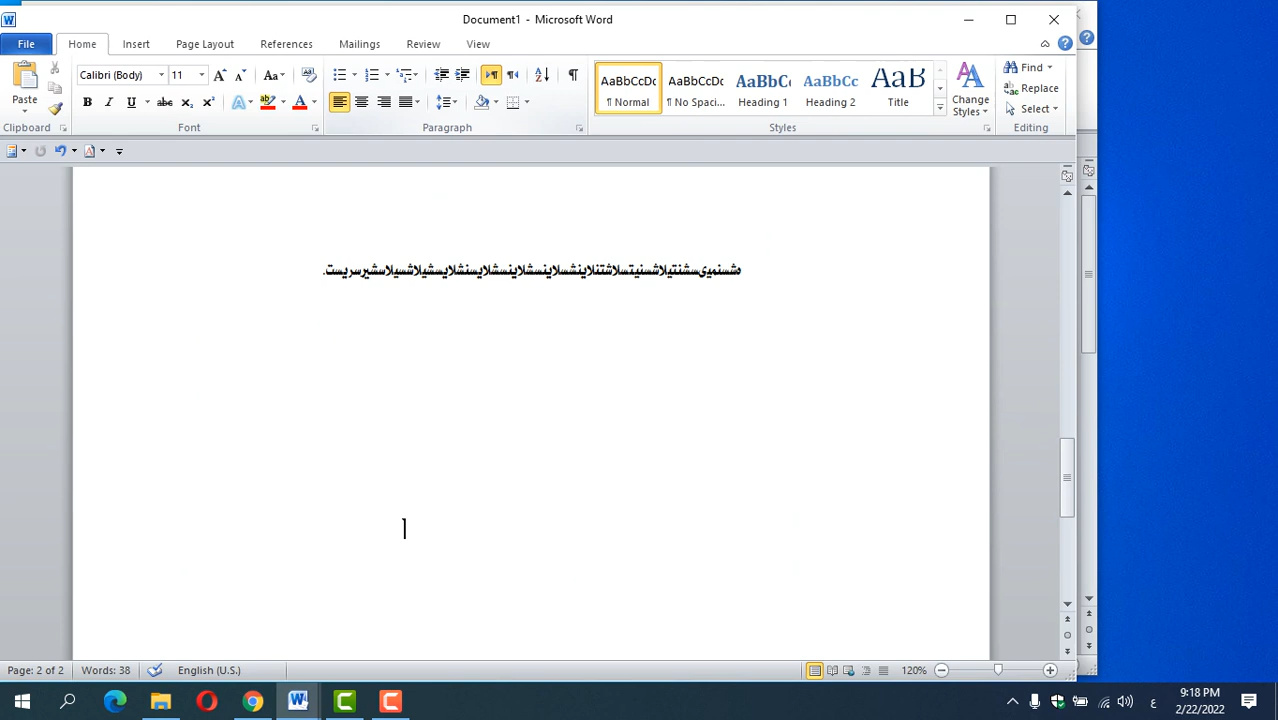 Document1 - Microsoft Word
File Home Insert Page Layout References Mailings Review View
Calibri (Body) 11
Paste
Clipboard Font Paragraph Styles Editing
AaBbCcDc AaBbCcDc AaBbC AaBbCc AaB
¶ Normal ¶ No Spaci... Heading 1 Heading 2 Title
Change Styles
Find
Replace
Select
Page: 2 of 2 Words: 38 English (U.S.) 120%
ع
9:18 PM
2/22/2022